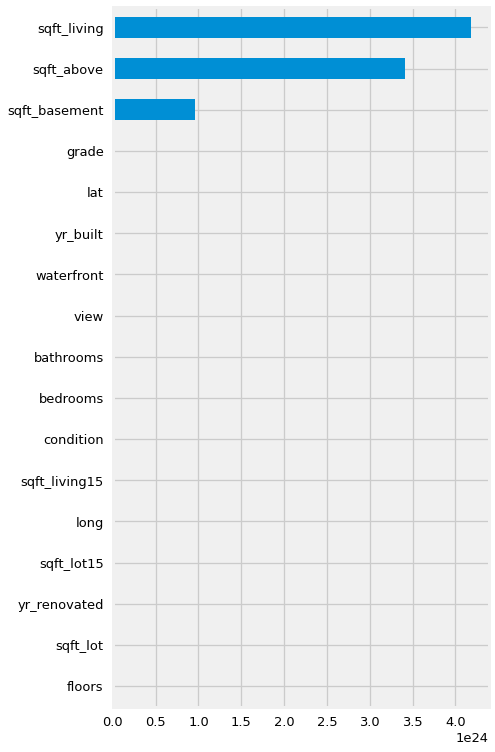 sqft_living
sqft_above
sqft_basement
grade
lat
yr_built
waterfront
view
bathrooms
bedrooms
condition
sqft_living15
long
sqft_lot15
yr_renovated
sqft_lot
floors
0.0 0.5 1.0 1.5 2.0 2.5 3.0 3.5 4.0
1e24